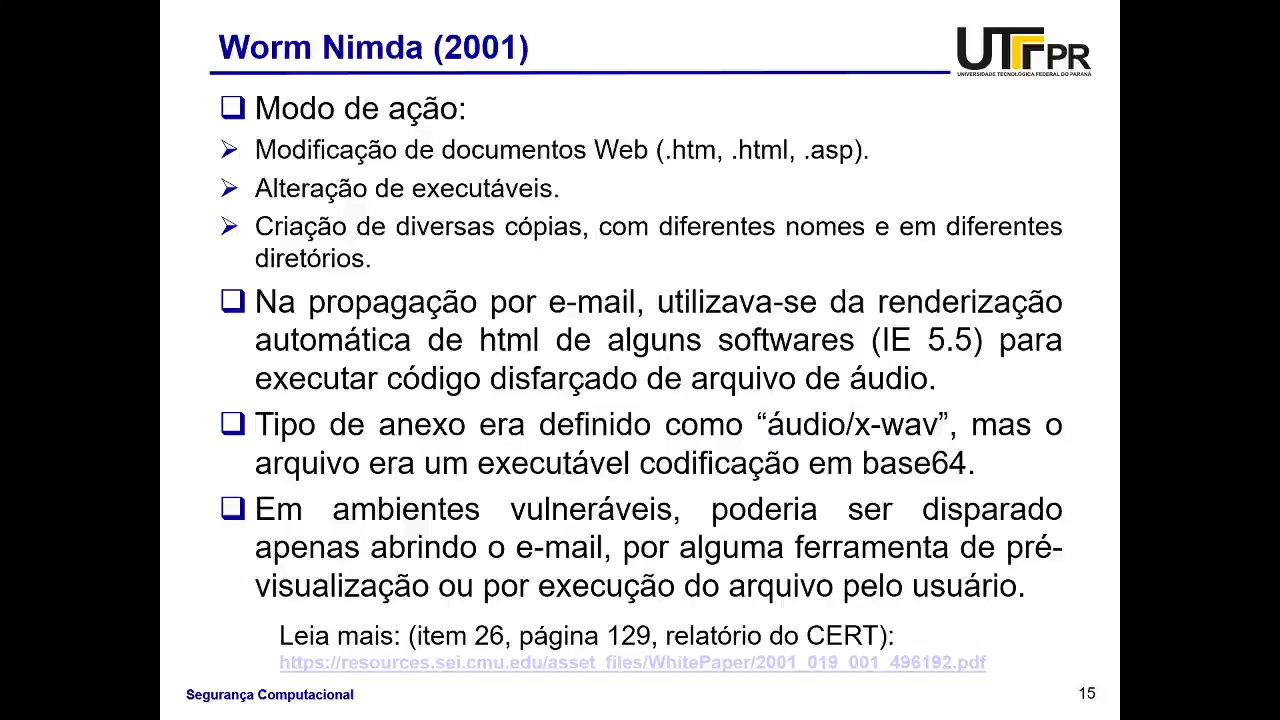 Worm Nimda (2001)
UTFPR
UNIVERSIDADE TECNOLÓGICA FEDERAL DO PARANÁ
Modo de ação:
Modificação de documentos Web (.htm, .html, .asp).
Alteração de executáveis.
Criação de diversas cópias, com diferentes nomes e em diferentes
diretórios.
Na propagação por e-mail, utilizava-se da renderização
automática de html de alguns softwares (IE 5.5) para
executar código disfarçado de arquivo de áudio.
Tipo de anexo era definido como “áudio/x-wav”, mas o
arquivo era um executável codificação em base64.
Em ambientes vulneráveis, poderia ser disparado
apenas abrindo o e-mail, por alguma ferramenta de pré-
visualização ou por execução do arquivo pelo usuário.
Leia mais: (item 26, página 129, relatório do CERT):
https://resources.sei.cmu.edu/asset_files/WhitePaper/2001_019_001_496192.pdf
Segurança Computacional
15